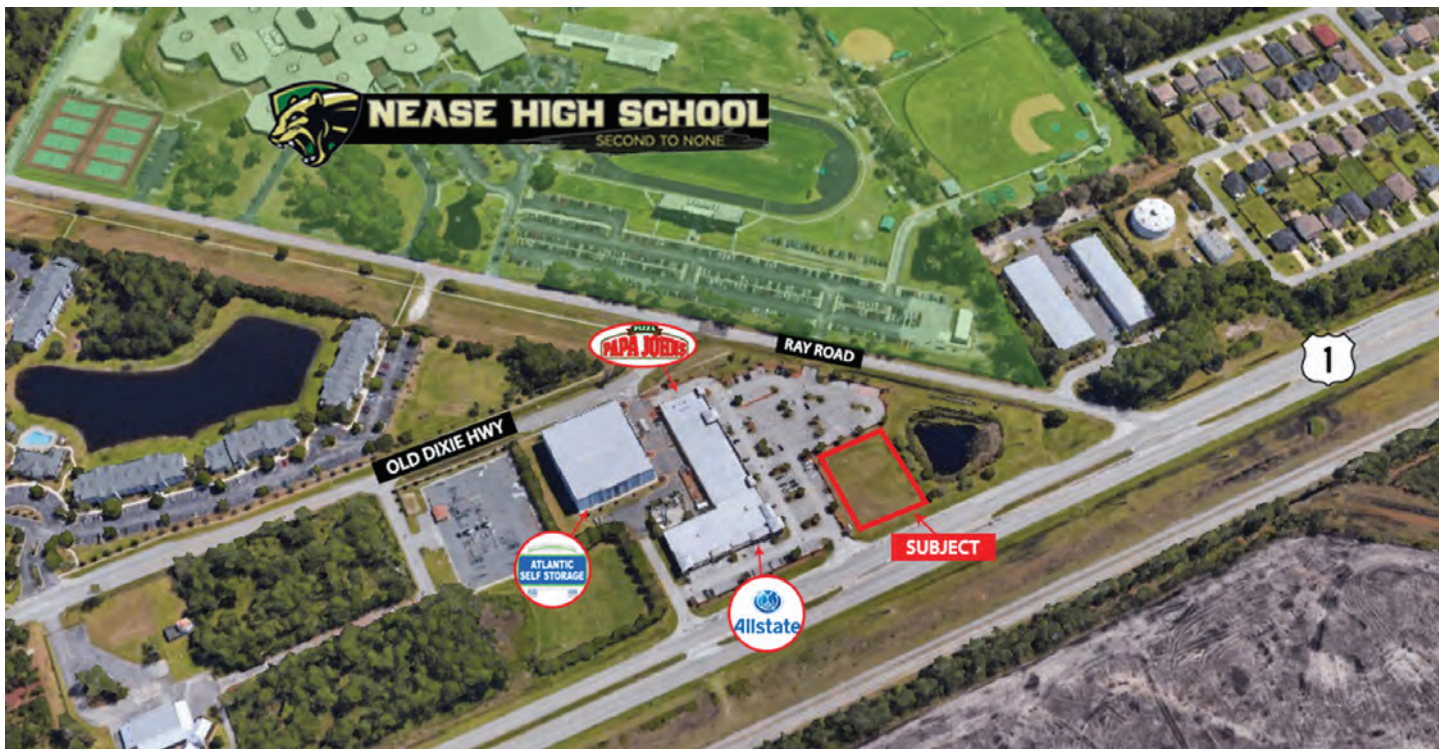 NEASE HIGH SCHOOL
SECOND TO NONE
PIZZA
PAPA JOHNS
RAY ROAD
1
OLD DIXIE HWY
SUBJECT
ATLANTIC
SELF STORAGE
Allstate